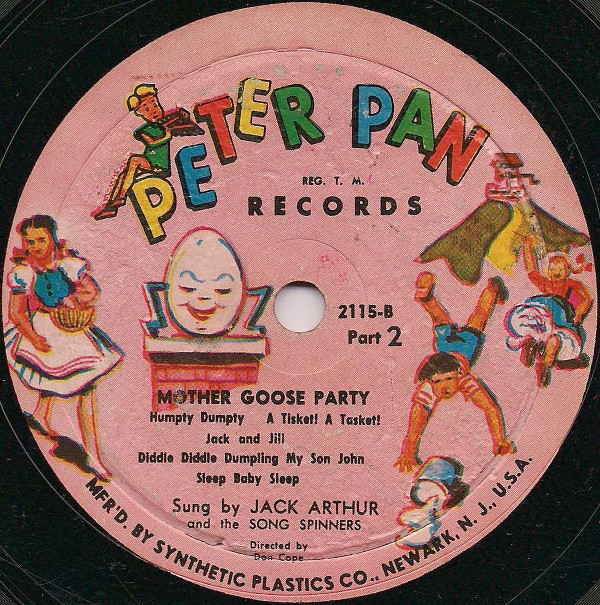 PETER PAN
REG. T. M.
RECORDS
2115-B
Part 2
MOTHER GOOSE PARTY
Humpty Dumpty A Tisket! A Tasket!
Jack and Jill
Diddle Diddle Dumpling My Son John
Sleep Baby Sleep
Sung by JACK ARTHUR
and the SONG SPINNERS
Directed by
Don Cope
MFR'D. BY SYNTHETIC PLASTICS CO., NEWARK, N. J., U.S.A.